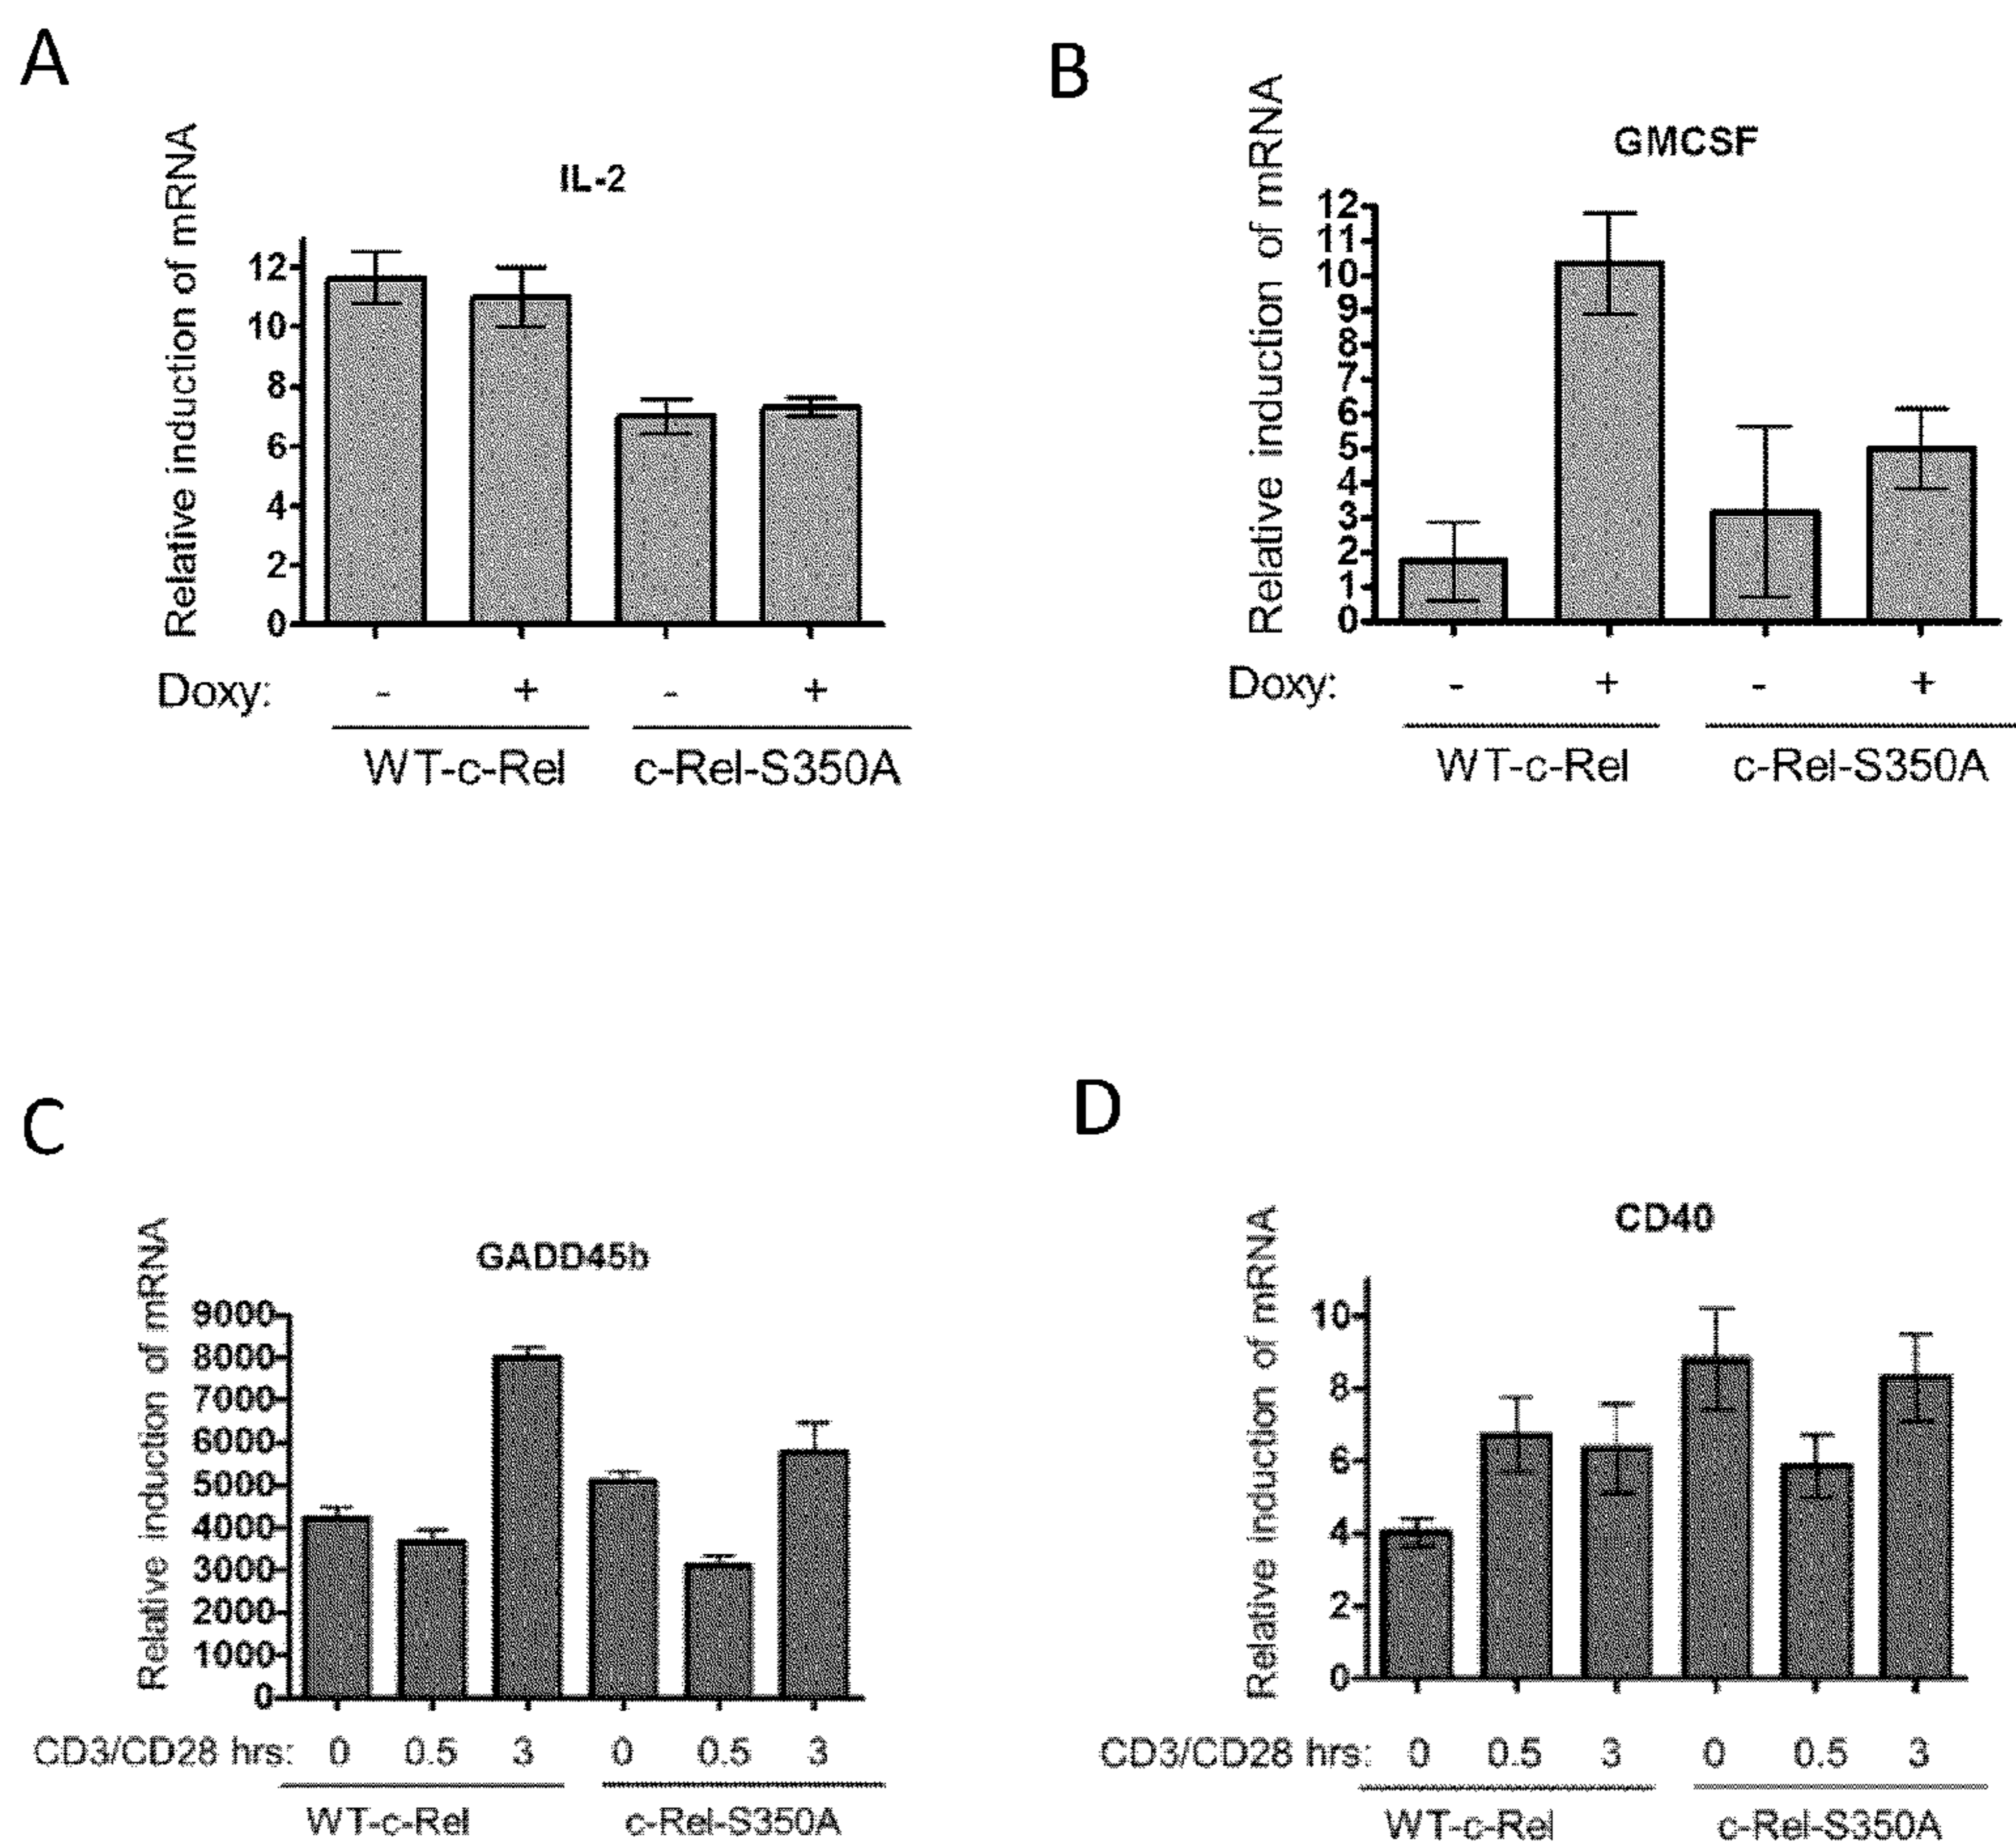 A
IL-2
Relative induction of mRNA
12
10
8
6
4
2
0
Doxy: - + - +
WT-c-Rel c-Rel-S350A
B
GMCSF
Relative induction of mRNA
12
11
10
9
8
7
6
5
4
3
2
1
0
Doxy: - + - +
WT-c-Rel c-Rel-S350A
C
GADD45b
Relative induction of mRNA
9000
8000
7000
6000
5000
4000
3000
2000
1000
0
CD3/CD28 hrs: 0 0.5 3 0 0.5 3
WT-c-Rel c-Rel-S350A
D
CD40
Relative induction of mRNA
10
8
6
4
2
0
CD3/CD28 hrs: 0 0.5 3 0 0.5 3
WT-c-Rel c-Rel-S350A